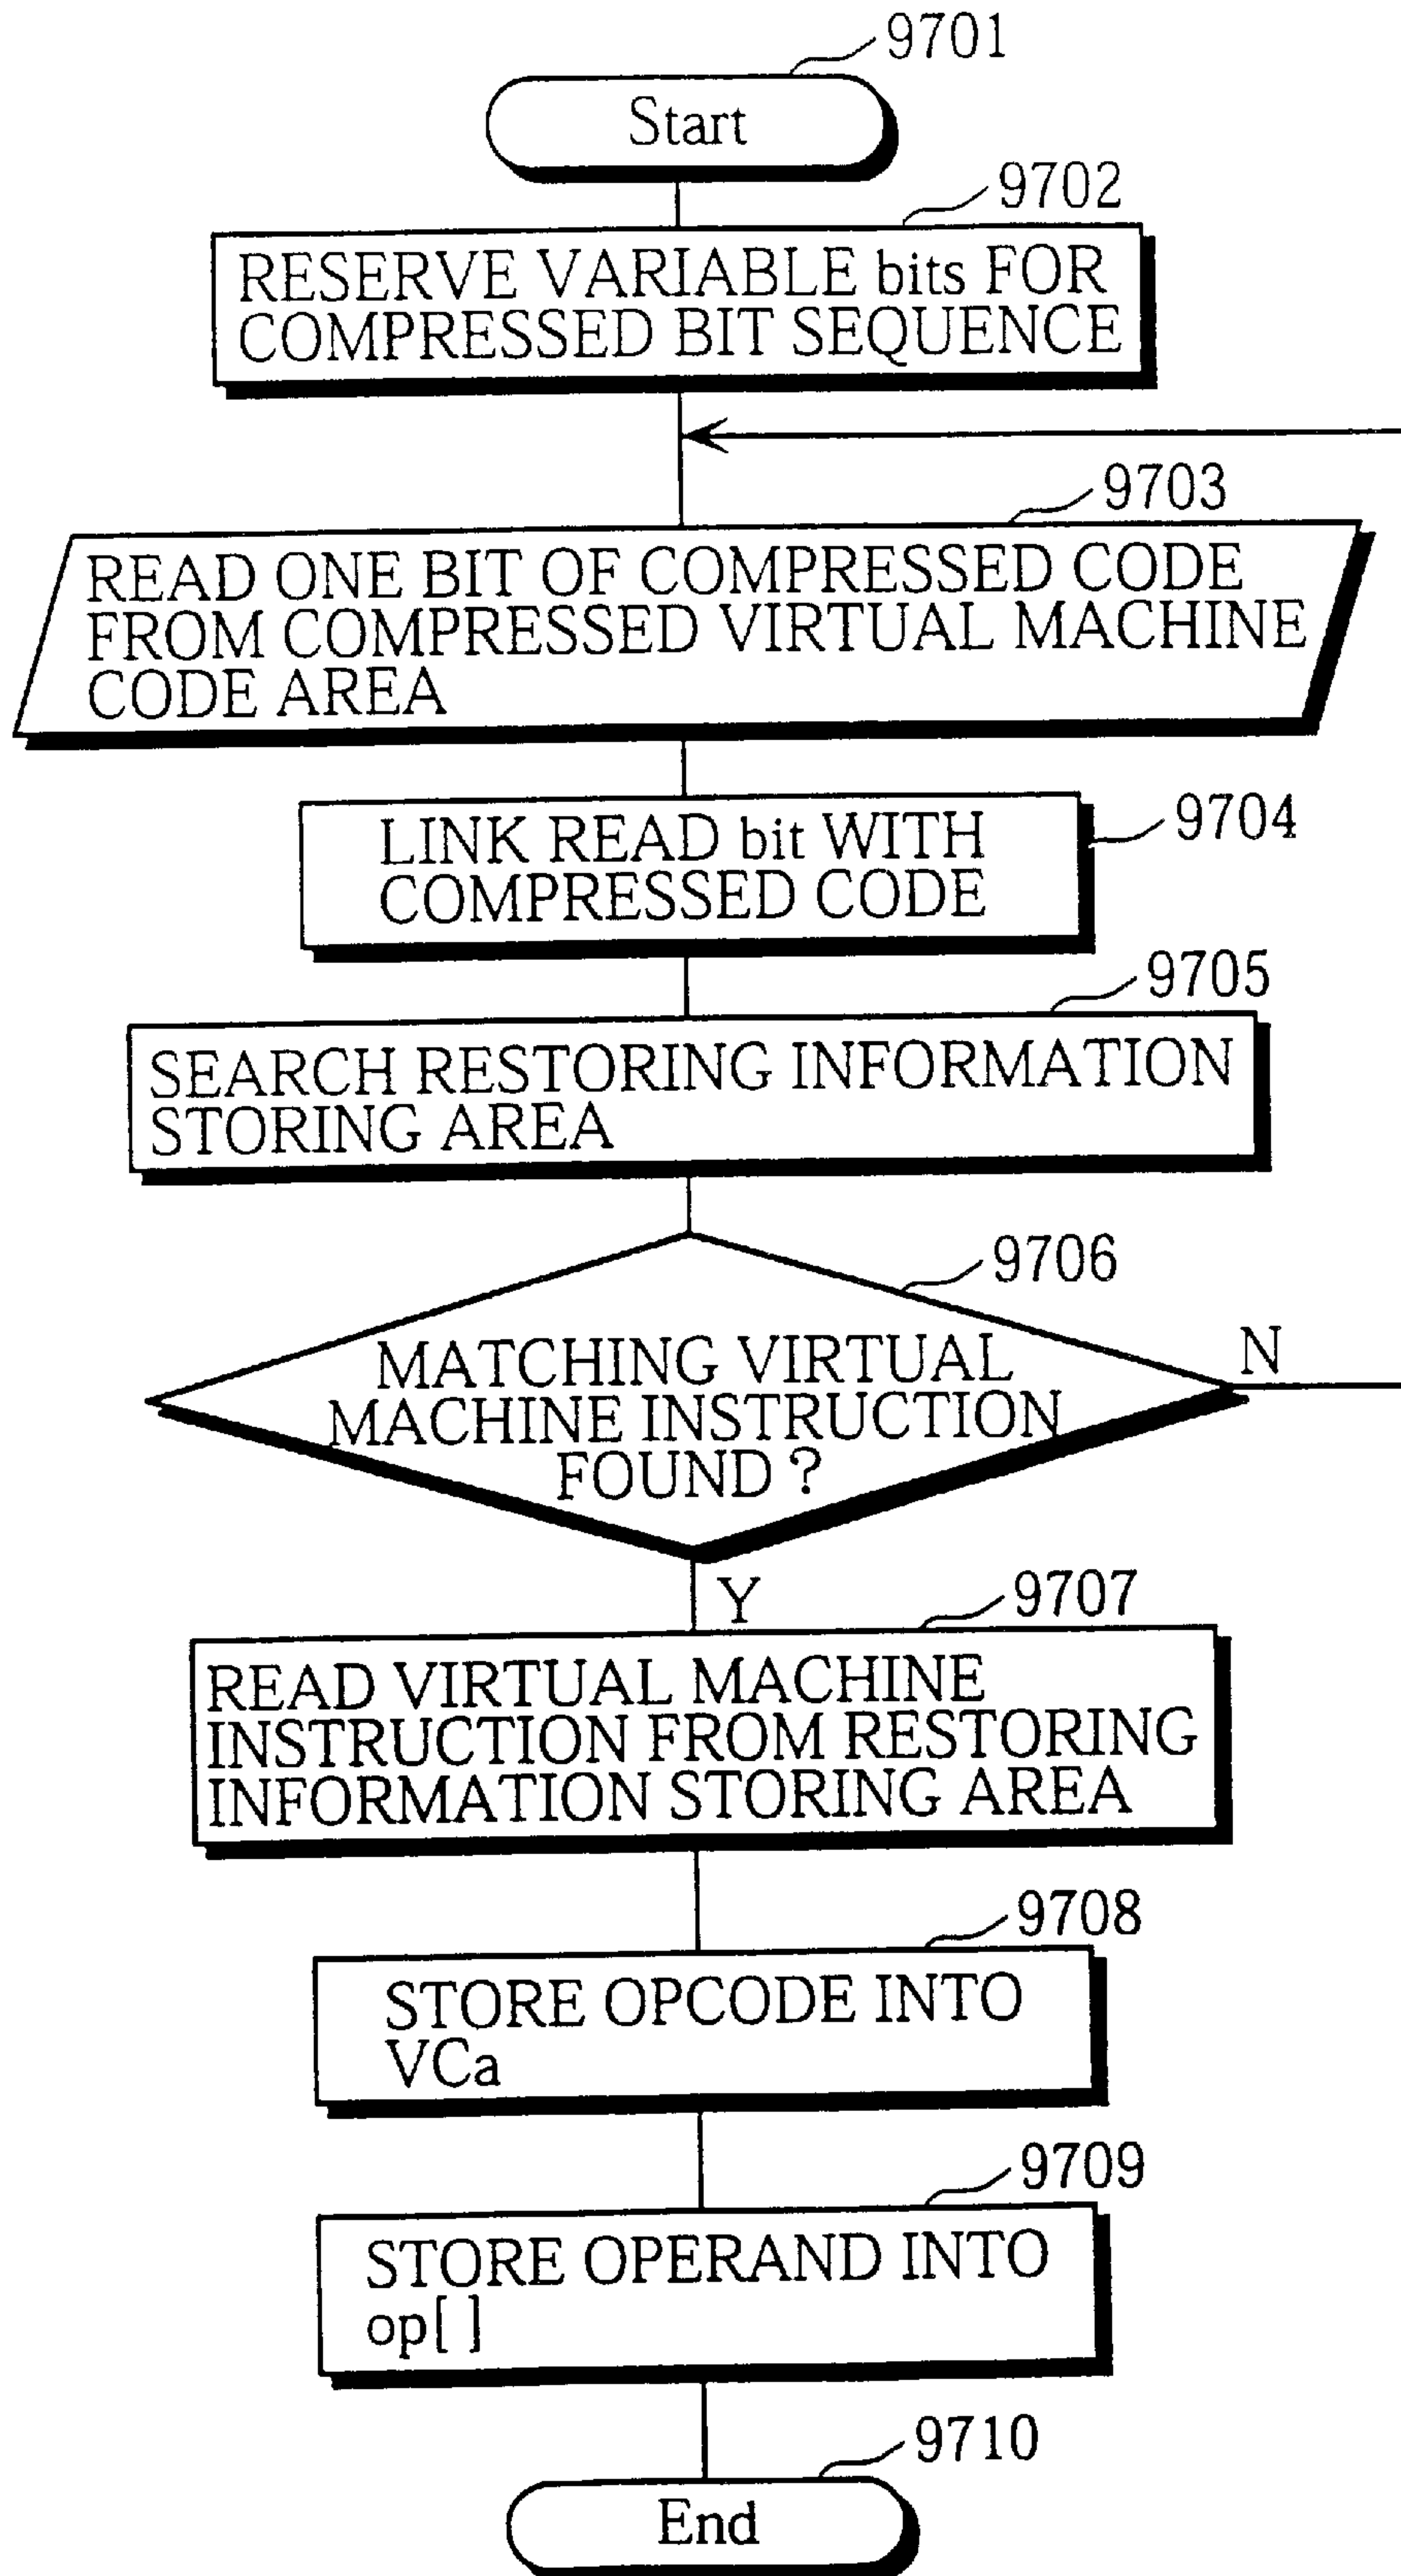 9701
Start
9702
RESERVE VARIABLE bits FOR
COMPRESSED BIT SEQUENCE
9703
READ ONE BIT OF COMPRESSED CODE
FROM COMPRESSED VIRTUAL MACHINE
CODE AREA
9704
LINK READ bit WITH
COMPRESSED CODE
9705
SEARCH RESTORING INFORMATION
STORING AREA
9706
MATCHING VIRTUAL
MACHINE INSTRUCTION
FOUND ?
N
Y
9707
READ VIRTUAL MACHINE
INSTRUCTION FROM RESTORING
INFORMATION STORING AREA
9708
STORE OPCODE INTO
VCa
9709
STORE OPERAND INTO
op[ ]
9710
End